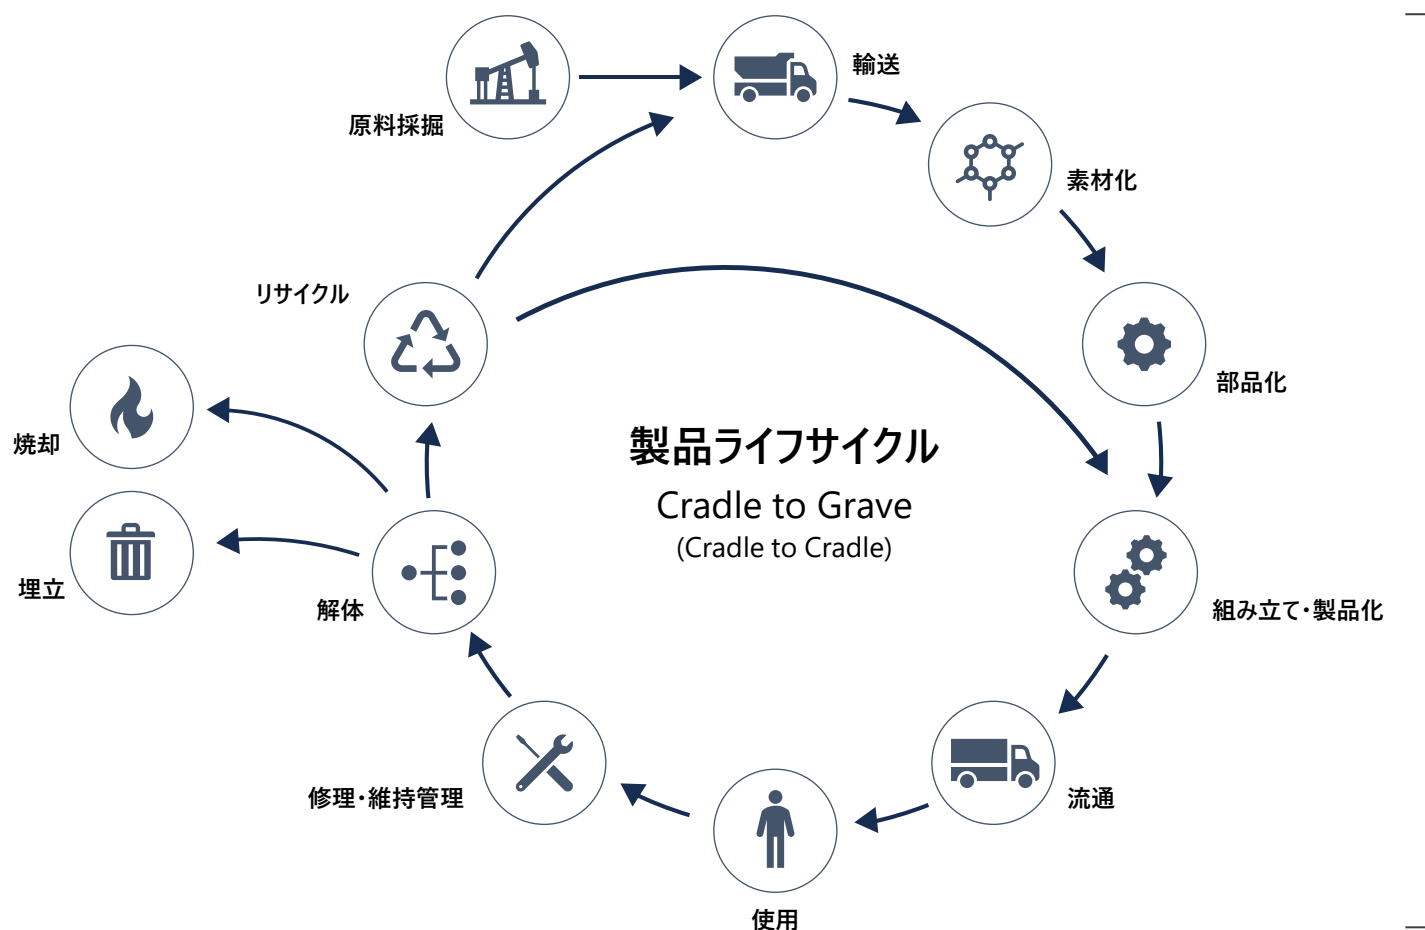 原料採掘
輸送
素材化
部品化
組み立て・製品化
流通
使用
修理・維持管理
解体
リサイクル
焼却
埋立
製品ライフサイクル
Cradle to Grave
(Cradle to Cradle)